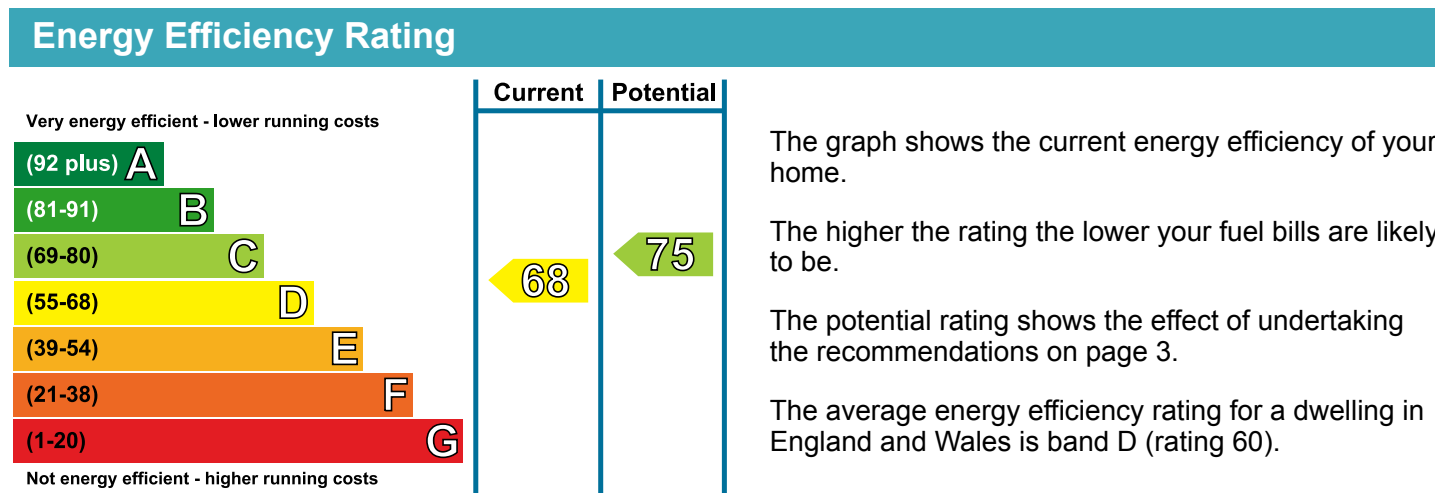 Energy Efficiency Rating
Current Potential
Very energy efficient - lower running costs
(92 plus) A
(81-91) B
(69-80) C
(55-68) D
(39-54) E
(21-38) F
(1-20) G
Not energy efficient - higher running costs
68
75
The graph shows the current energy efficiency of your
home.
The higher the rating the lower your fuel bills are likely
to be.
The potential rating shows the effect of undertaking
the recommendations on page 3.
The average energy efficiency rating for a dwelling in
England and Wales is band D (rating 60).